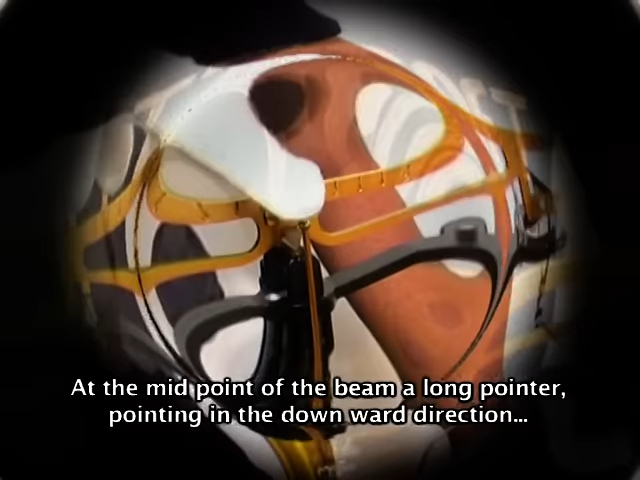 At the mid point of the beam a long pointer,
pointing in the down ward direction...